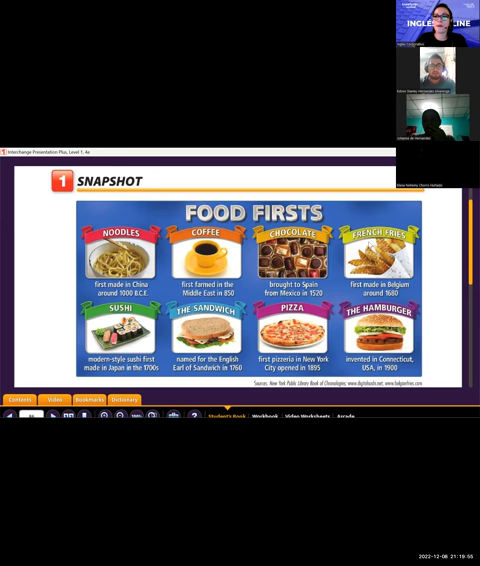 INGLÉS
LINE
Interchange Presentation Plus, Level 1, 4e
1 SNAPSHOT
FOOD FIRSTS
NOODLES
first made in China
around 1000 B.C.E.
COFFEE
first farmed in the
Middle East in 850
CHOCOLATE
brought to Spain
from Mexico in 1520
FRENCH FRIES
first made in Belgium
around 1680
SUSHI
modern-style sushi first
made in Japan in the 1700s
THE SANDWICH
named for the English
Earl of Sandwich in 1760
PIZZA
first pizzeria in New York
City opened in 1895
THE HAMBURGER
invented in Connecticut,
USA, in 1900
Sources: New York Public Library Book of Chronologies; www.digitalsushi.net; www.belgianfries.com
Contents Video Bookmarks Dictionary
Student's Book Workbook Video Worksheets Arcade
2022-12-08 21:19:55